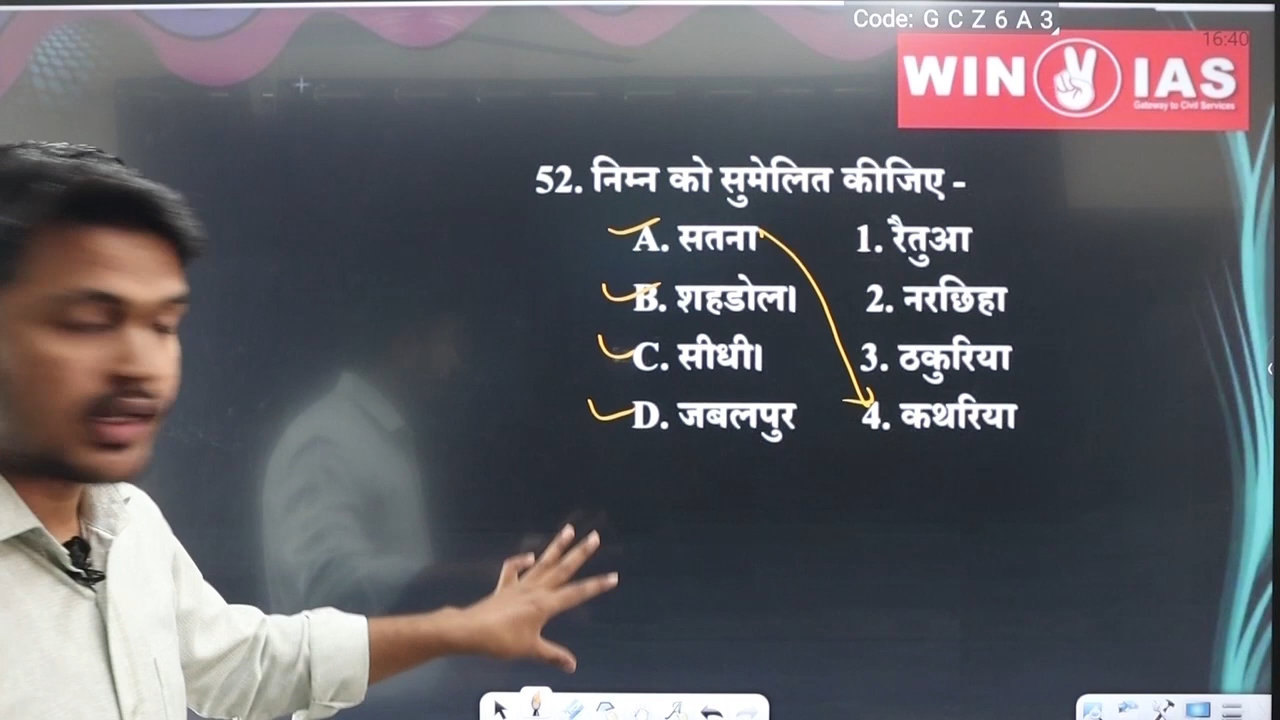 Code: G C Z 6 A 3
16:40
WIN IAS
Gateway to Civil Services
52. निम्न को सुमेलित कीजिए -
A. सतना 1. रैतुआ
B. शहडोल। 2. नरछिहा
C. सीधी। 3. ठकुरिया
D. जबलपुर 4. कथरिया